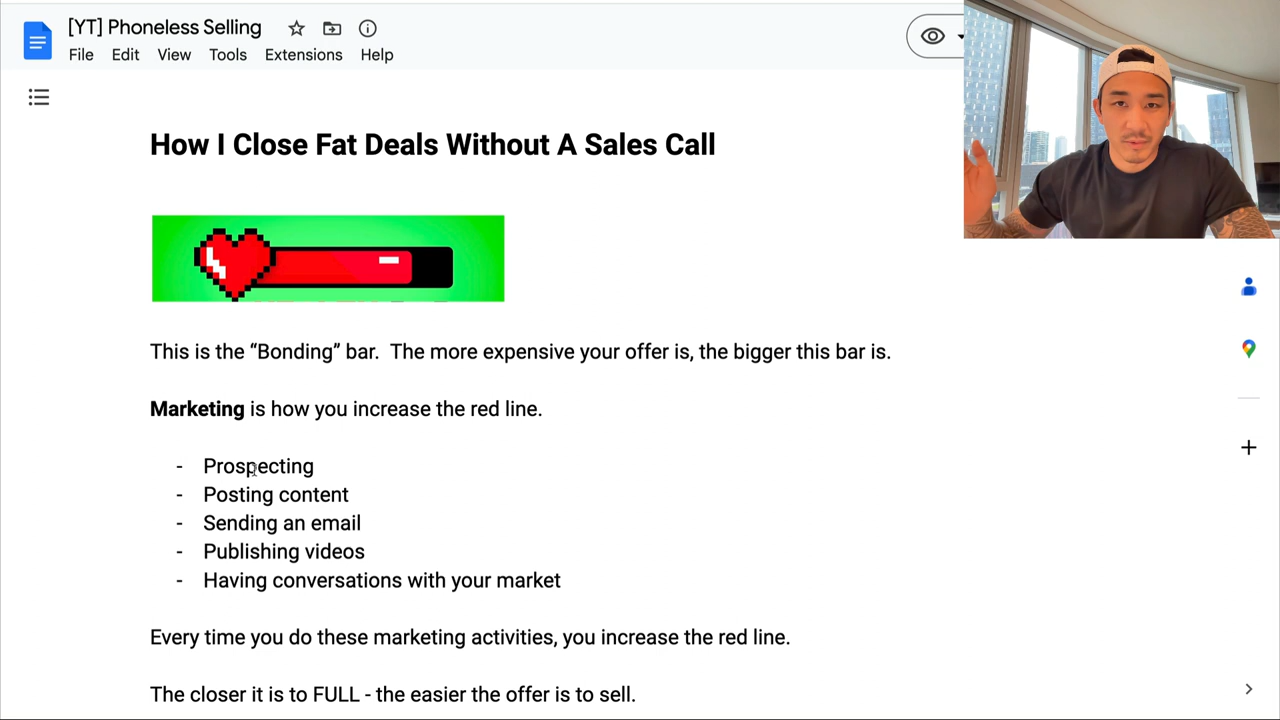 [YT] Phoneless Selling
File Edit View Tools Extensions Help
How I Close Fat Deals Without A Sales Call
This is the “Bonding” bar.  The more expensive your offer is, the bigger this bar is.
Marketing is how you increase the red line.
- Prospecting
- Posting content
- Sending an email
- Publishing videos
- Having conversations with your market
Every time you do these marketing activities, you increase the red line.
The closer it is to FULL - the easier the offer is to sell.